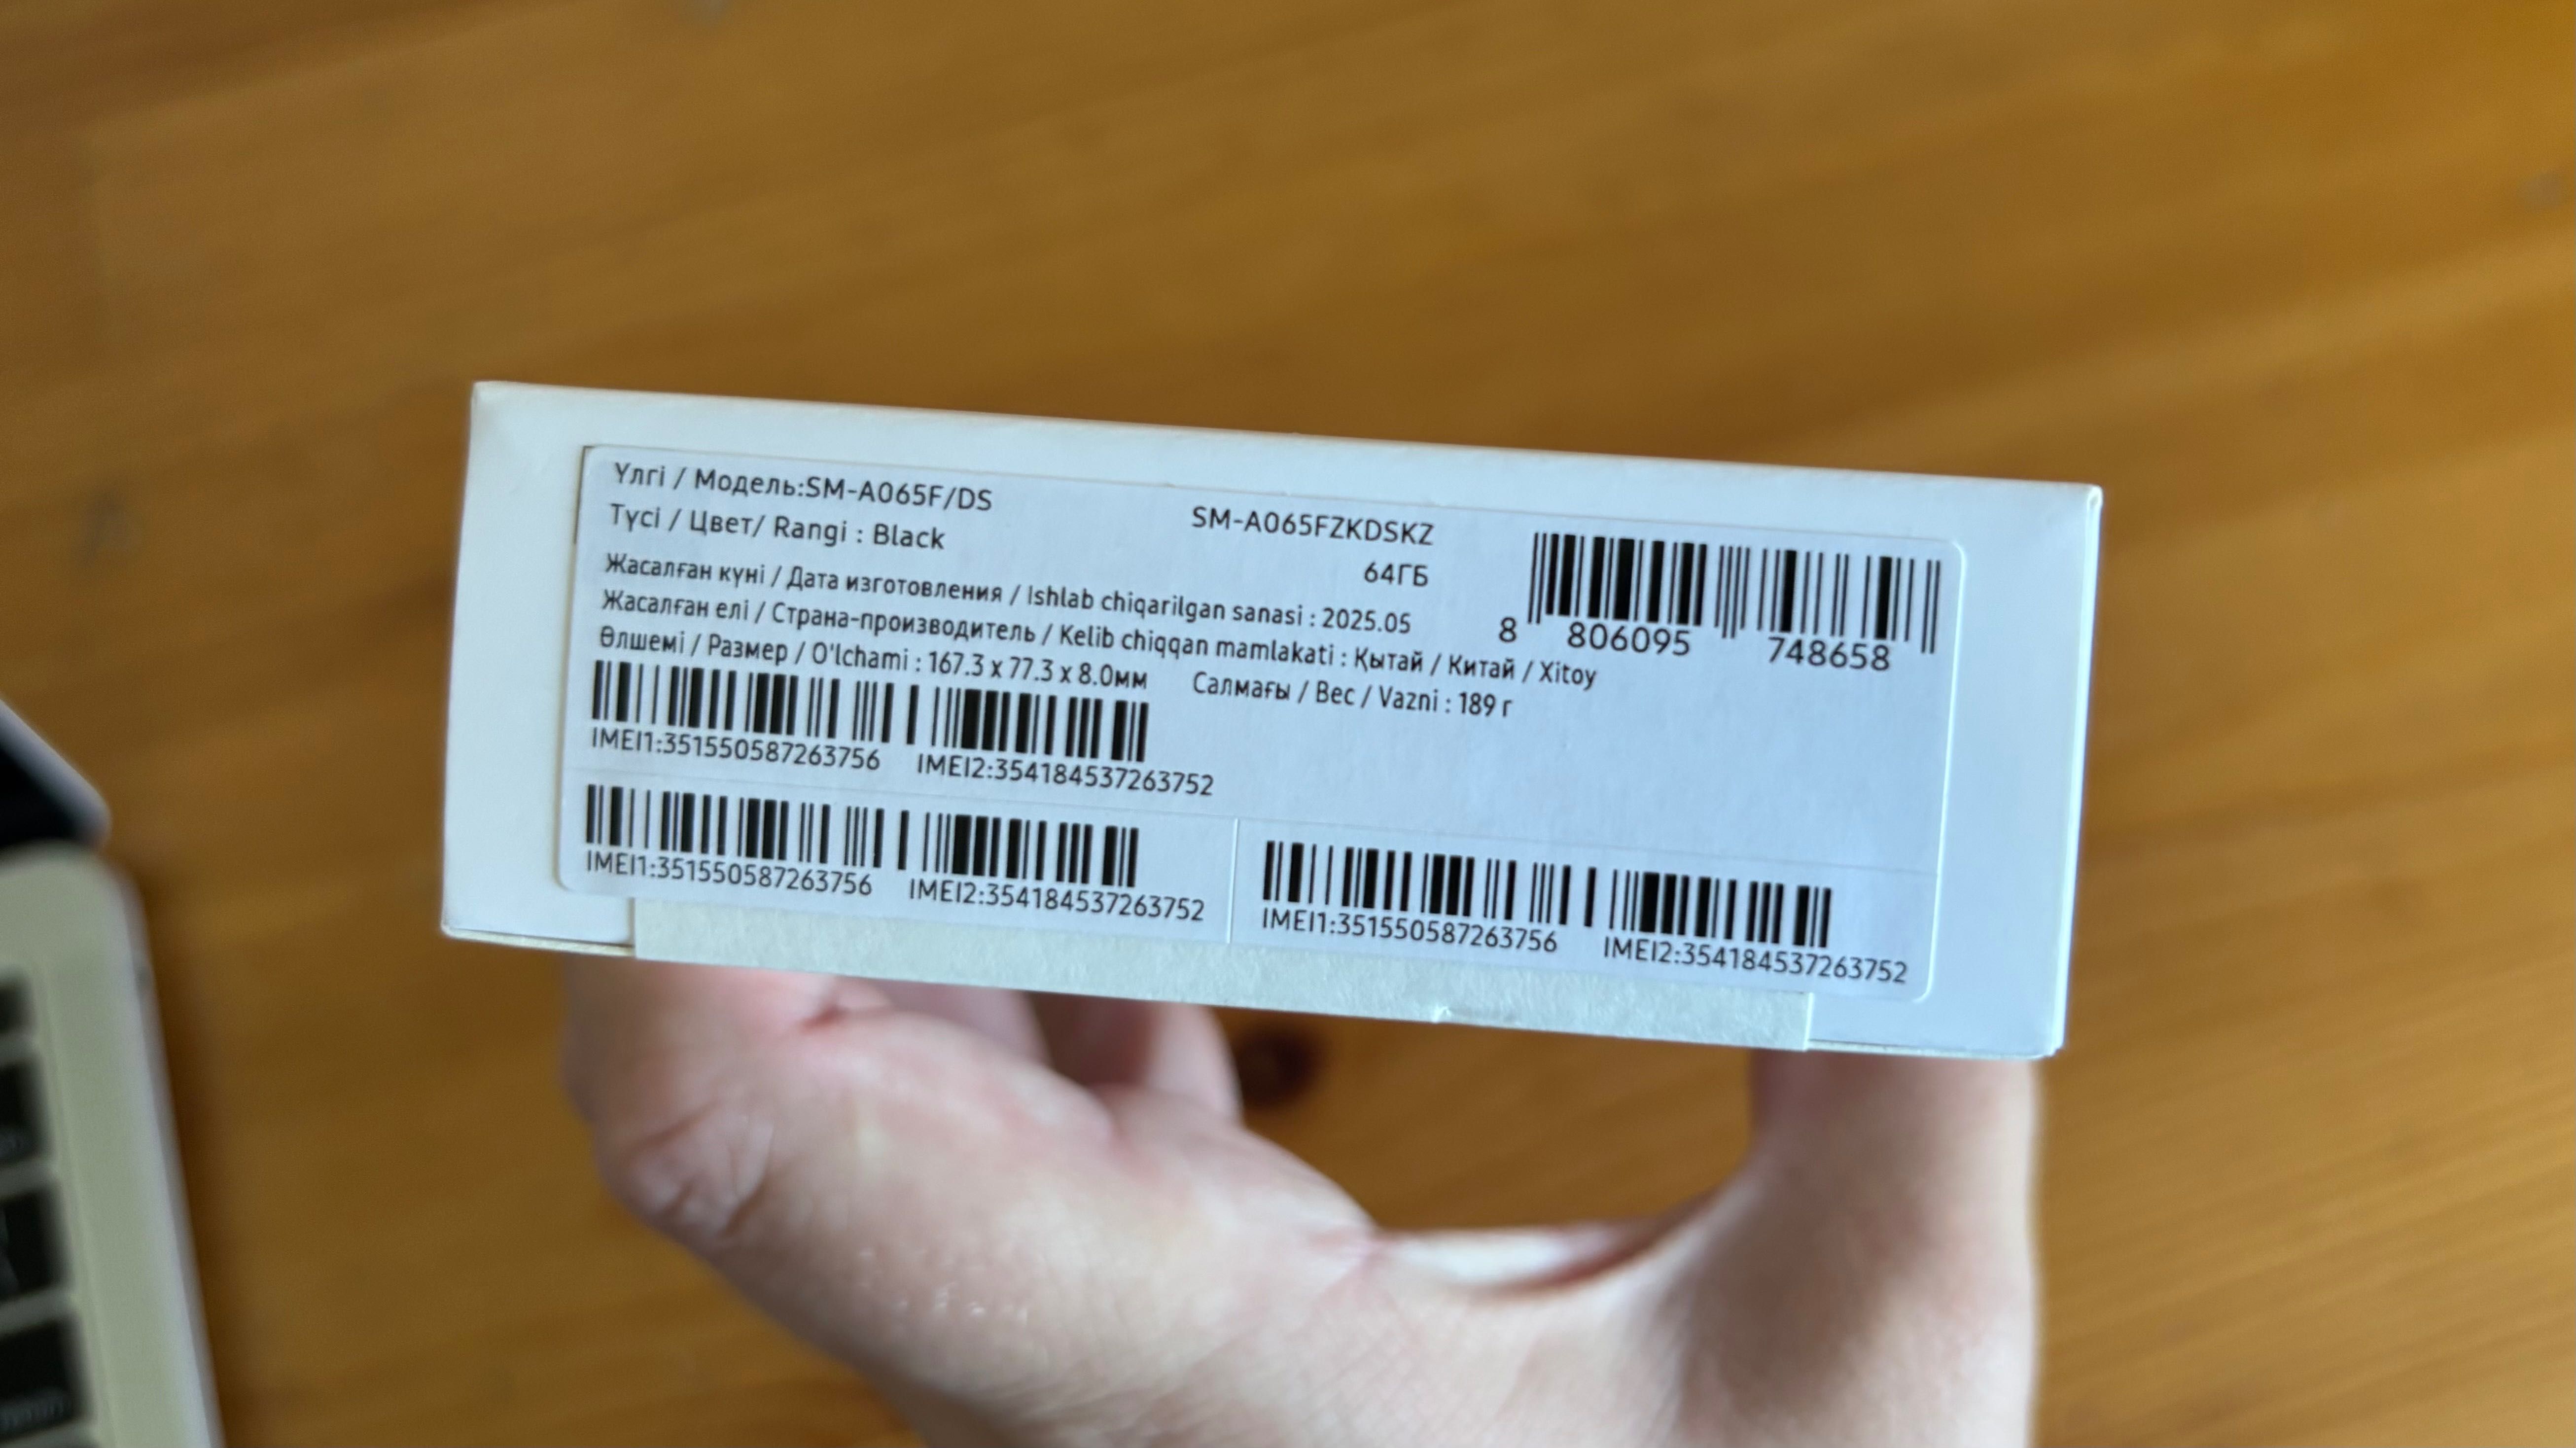 Үлгі / Модель:SM-A065F/DS
SM-A065FZKDSKZ
Түсі / Цвет/ Rangi : Black
64ГБ
Жасалған күні / Дата изготовления / Ishlab chiqarilgan sanasi : 2025.05
Жасалған елі / Страна-производитель / Kelib chiqqan mamlakati : Қытай / Китай / Xitoy
Өлшемі / Размер / O'lchami : 167.3 x 77.3 x 8.0мм
Салмағы / Вес / Vazni : 189 г
8 806095 748658
IMEI1:351550587263756 IMEI2:354184537263752
IMEI1:351550587263756 IMEI2:354184537263752
IMEI1:351550587263756 IMEI2:354184537263752